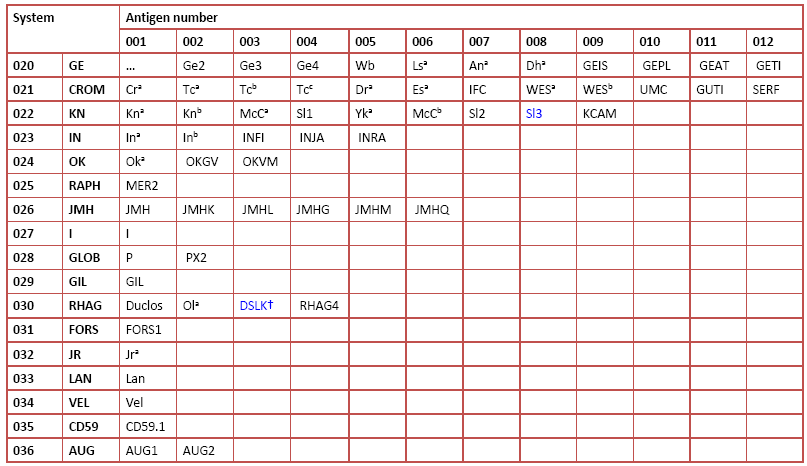 System Antigen number
001 002 003 004 005 006 007 008 009 010 011 012
020 GE ... Ge2 Ge3 Ge4 Wb Lsᵃ Anᵃ Dhᵃ GEIS GEPL GEAT GETI
021 CROM Crᵃ Tcᵃ Tcᵇ Tcᶜ Drᵃ Esᵃ IFC WESᵃ WESᵇ UMC GUTI SERF
022 KN Knᵃ Knᵇ McCᵃ Sl1 Ykᵃ McCᵇ Sl2 Sl3 KCAM
023 IN Inᵃ Inᵇ INFI INJA INRA
024 OK Okᵃ OKGV OKVM
025 RAPH MER2
026 JMH JMH JMHK JMHL JMHG JMHM JMHQ
027 I I
028 GLOB P PX2
029 GIL GIL
030 RHAG Duclos Olᵃ DSLK† RHAG4
031 FORS FORS1
032 JR Jrᵃ
033 LAN Lan
034 VEL Vel
035 CD59 CD59.1
036 AUG AUG1 AUG2